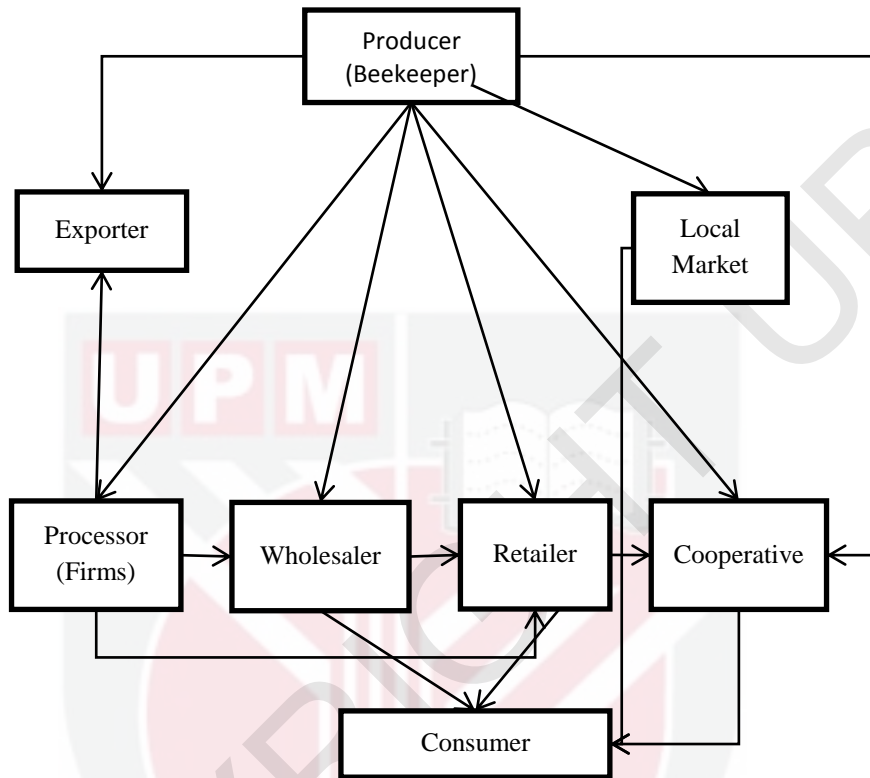 Producer
(Beekeeper)
Exporter
Local
Market
UPM
Processor
(Firms)
Wholesaler
Retailer
Cooperative
Consumer